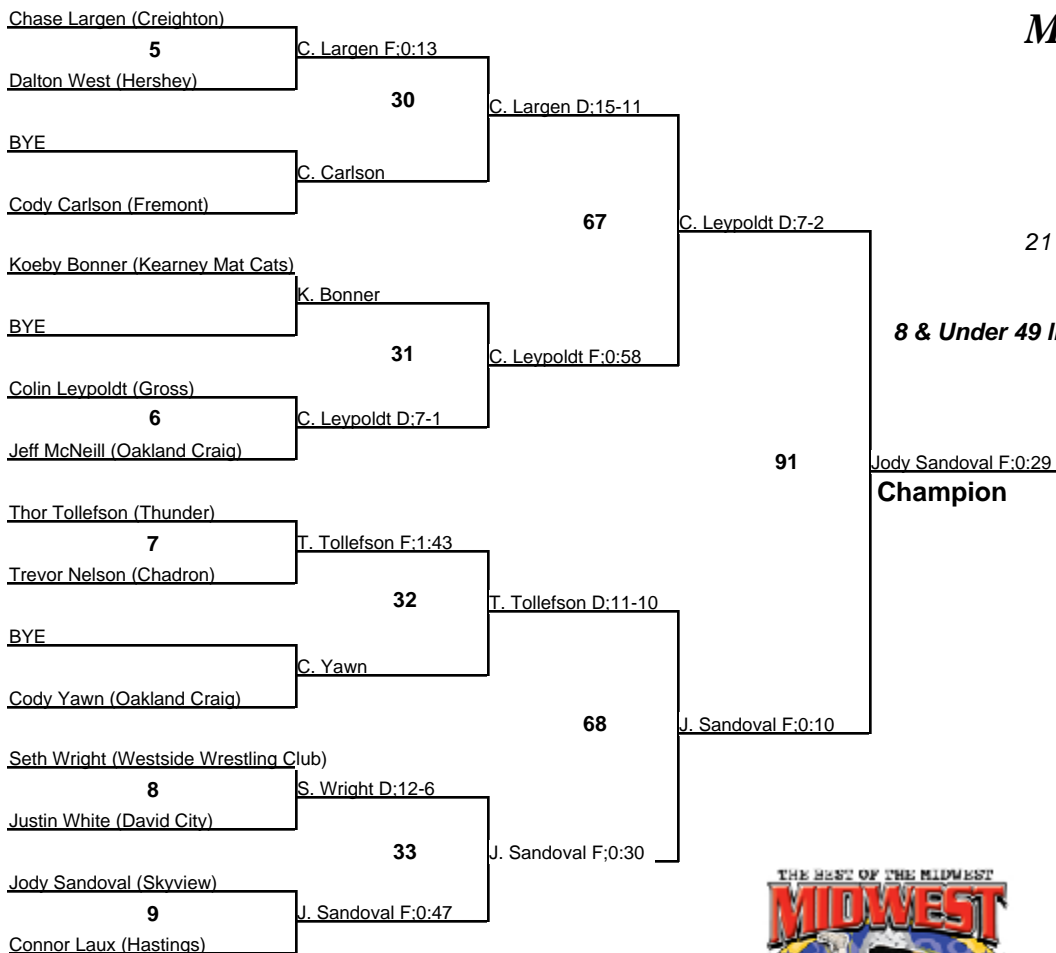 Chase Largen (Creighton)
M
5
C. Largen F;0:13
Dalton West (Hershey)
30
C. Largen D;15-11
BYE
C. Carlson
Cody Carlson (Fremont)
67
C. Leypoldt D;7-2
21
Koeby Bonner (Kearney Mat Cats)
K. Bonner
BYE
8 & Under 49 l
31
C. Leypoldt F;0:58
Colin Leypoldt (Gross)
6
C. Leypoldt D;7-1
Jeff McNeill (Oakland Craig)
91
Jody Sandoval F;0:29
Champion
Thor Tollefson (Thunder)
7
T. Tollefson F;1:43
Trevor Nelson (Chadron)
32
T. Tollefson D;11-10
BYE
C. Yawn
Cody Yawn (Oakland Craig)
68
J. Sandoval F;0:10
Seth Wright (Westside Wrestling Club)
8
S. Wright D;12-6
Justin White (David City)
33
J. Sandoval F;0:30
Jody Sandoval (Skyview)
9
J. Sandoval F;0:47
Connor Laux (Hastings)
THE BEST OF THE MIDWEST
MIDWEST